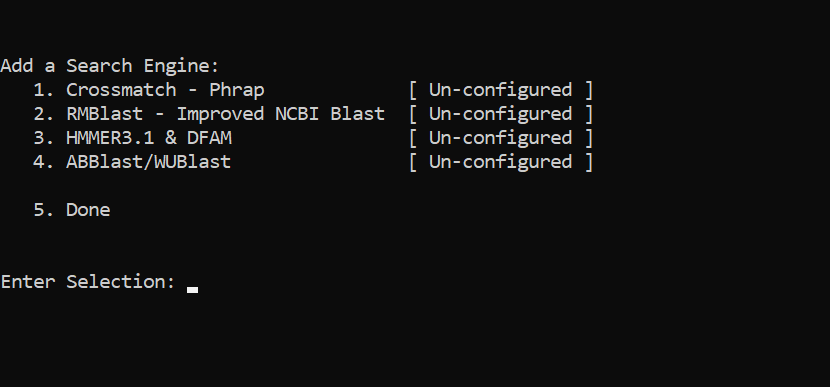 Add a Search Engine:
1. Crossmatch - Phrap [ Un-configured ]
2. RMBlast - Improved NCBI Blast [ Un-configured ]
3. HMMER3.1 & DFAM [ Un-configured ]
4. ABBlast/WUBlast [ Un-configured ]
5. Done
Enter Selection: